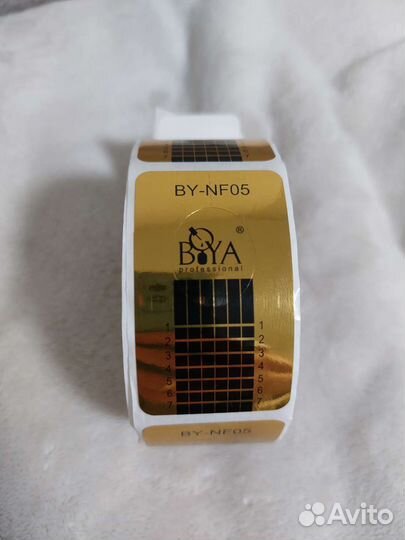 BY-NF05
BQYA ®
professional
1 1
2 2
3 3
4 4
5 5
6 6
7 7
BY-NF05
Avito